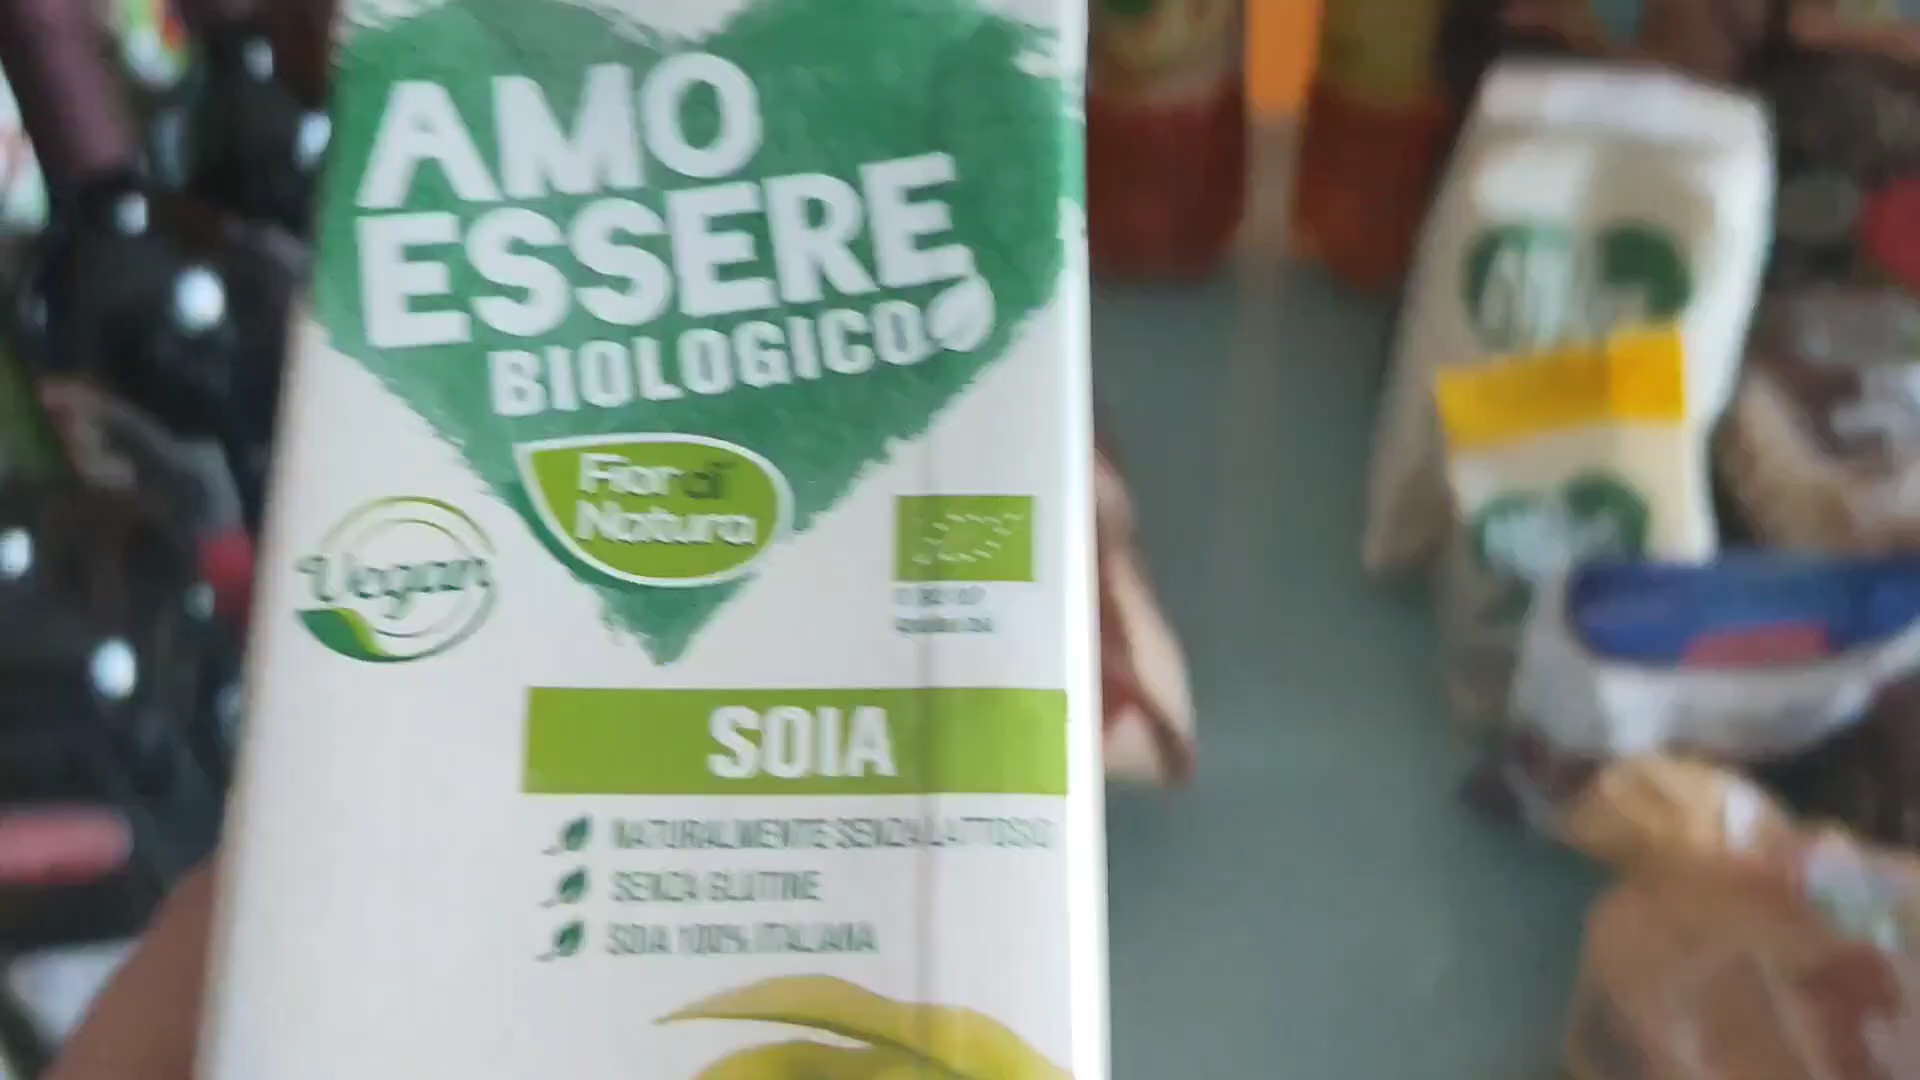 AMO
ESSERE
BIOLOGICO
Fior di
Natura
Vegan
SOIA
NATURALMENTE SENZA LATTOSIO
SENZA GLUTINE
SOIA 100% ITALIANA